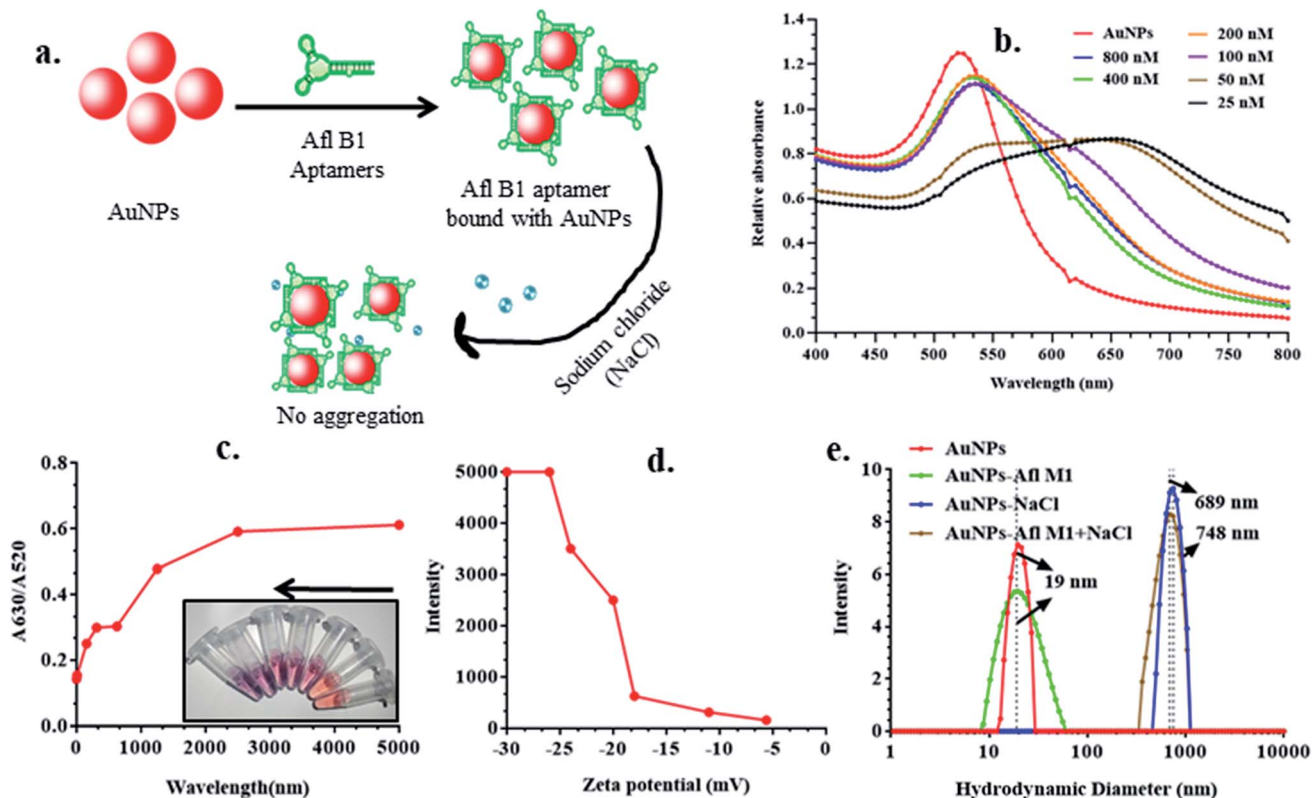 a.
AuNPs
Afl B1
Aptamers
Afl B1 aptamer
bound with AuNPs
Sodium chloride
(NaCl)
No aggregation
b.
AuNPs
800 nM
400 nM
200 nM
100 nM
50 nM
25 nM
1.4
1.2
1.0
0.8
0.6
0.4
0.2
0.0
Relative absorbance
400 450 500 550 600 650 700 750 800
Wavelength (nm)
c.
0.8
0.6
0.4
0.2
0.0
A630/A520
0 1000 2000 3000 4000 5000
Wavelength(nm)
d.
5000
4000
3000
2000
1000
0
Intensity
-30 -25 -20 -15 -10 -5 0
Zeta potential (mV)
e.
AuNPs
AuNPs-Afl M1
AuNPs-NaCl
AuNPs-Afl M1+NaCl
10
8
6
4
2
0
Intensity
19 nm
689 nm
748 nm
1 10 100 1000 10000
Hydrodynamic Diameter (nm)